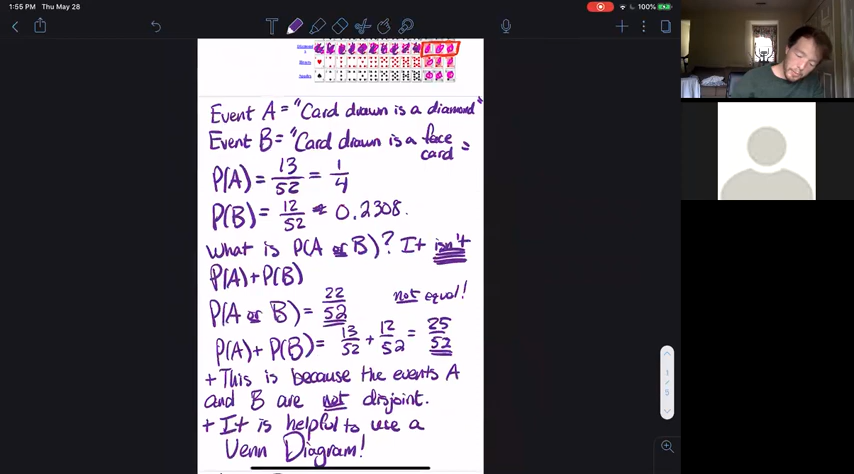 1:55 PM Thu May 28
100%
Event A = "Card drawn is a diamond"
Event B = "Card drawn is a face
card =
P(A) = 13/52 = 1/4
P(B) = 12/52 ≈ 0.2308.
What is P(A or B)? It isn't
P(A)+P(B)
P(A or B) = 22/52 not equal!
P(A)+ P(B) = 13/52 + 12/52 = 25/52
+ This is because the events A
and B are not disjoint.
+ It is helpful to use a
Venn Diagram!
1
/
5